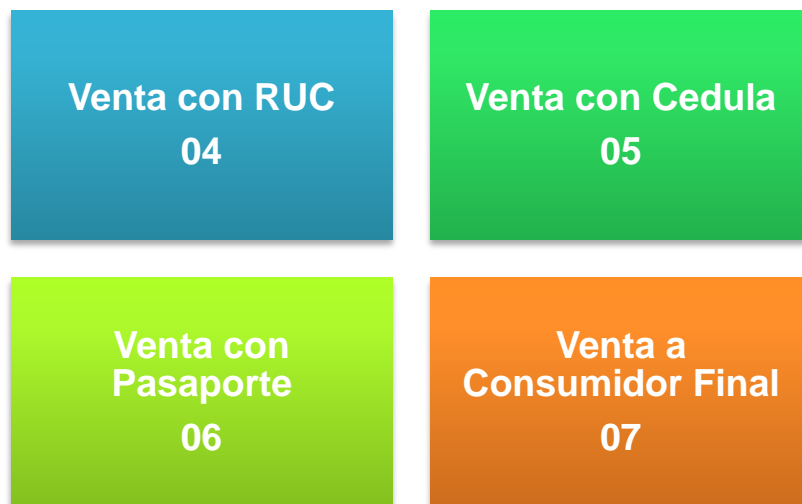 Venta con RUC
04
Venta con Cedula
05
Venta con
Pasaporte
06
Venta a
Consumidor Final
07